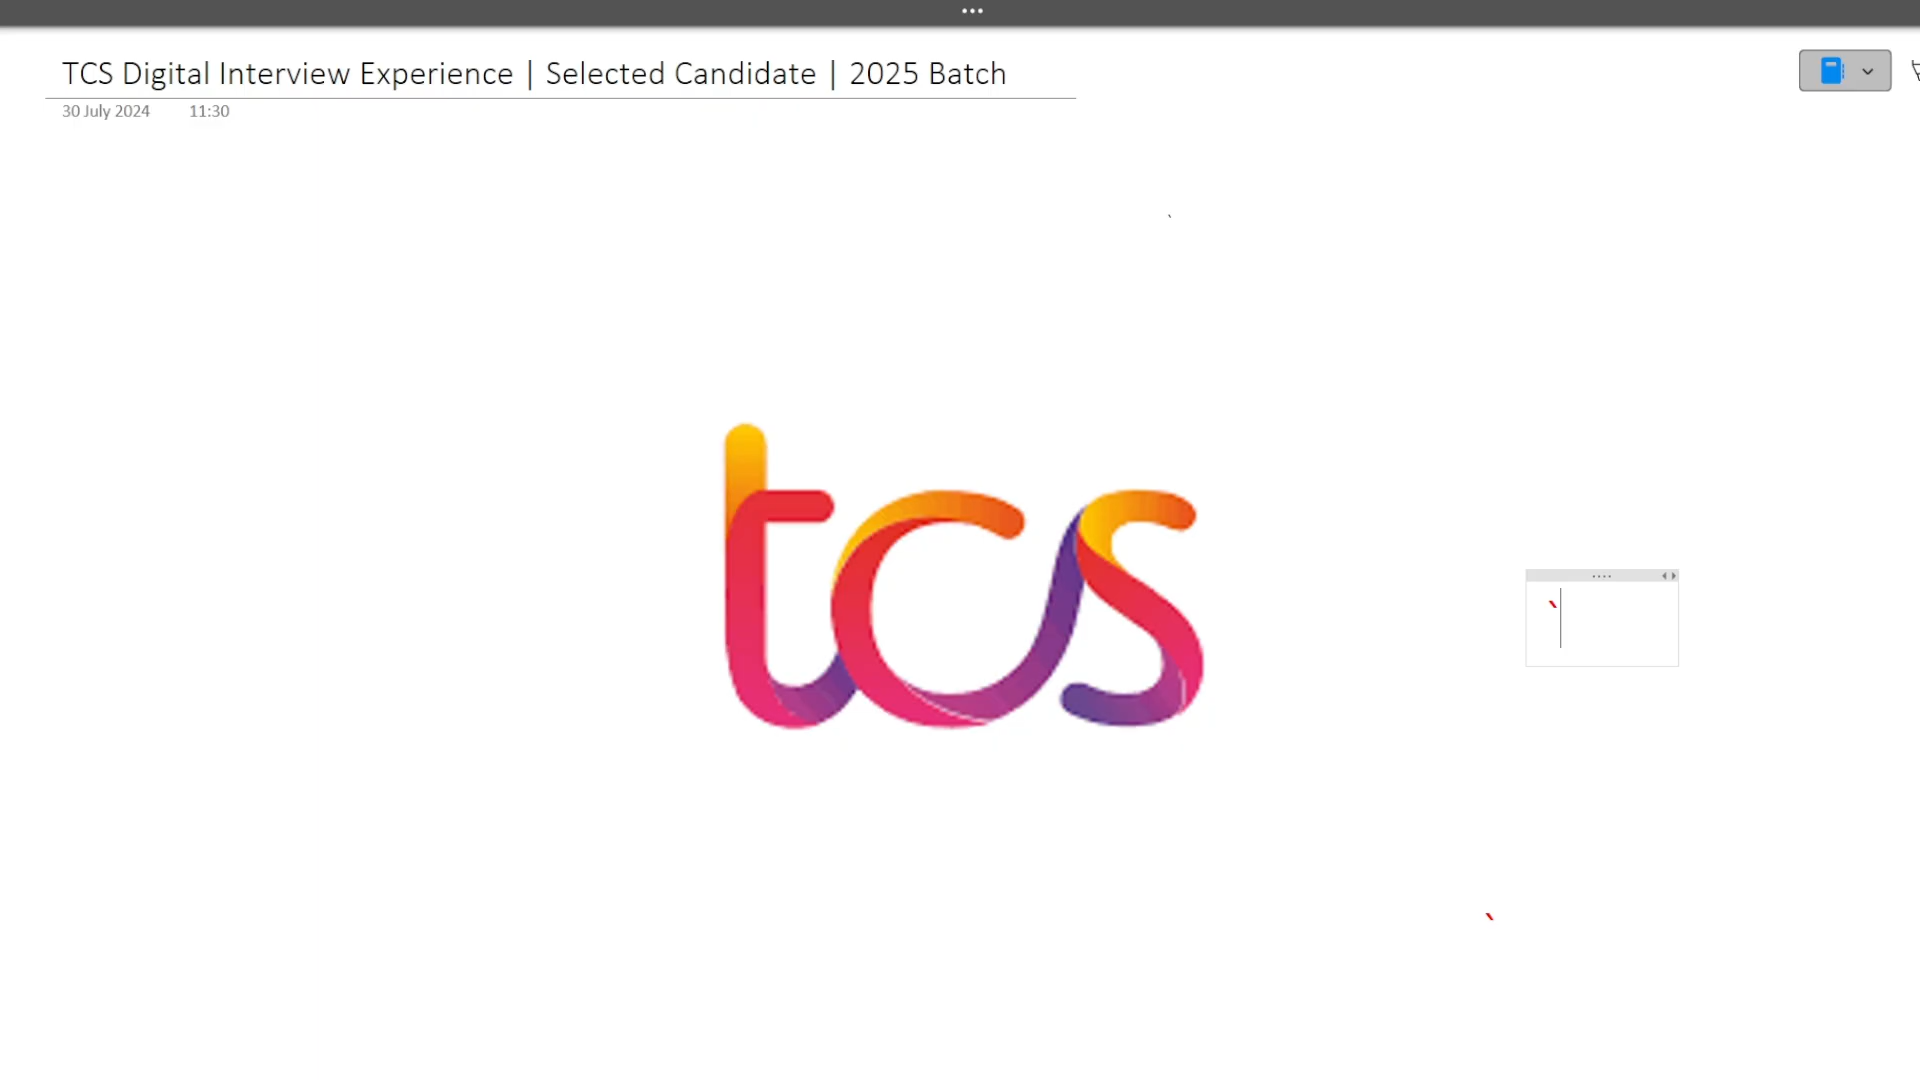 TCS Digital Interview Experience | Selected Candidate | 2025 Batch
30 July 2024 11:30
tcs